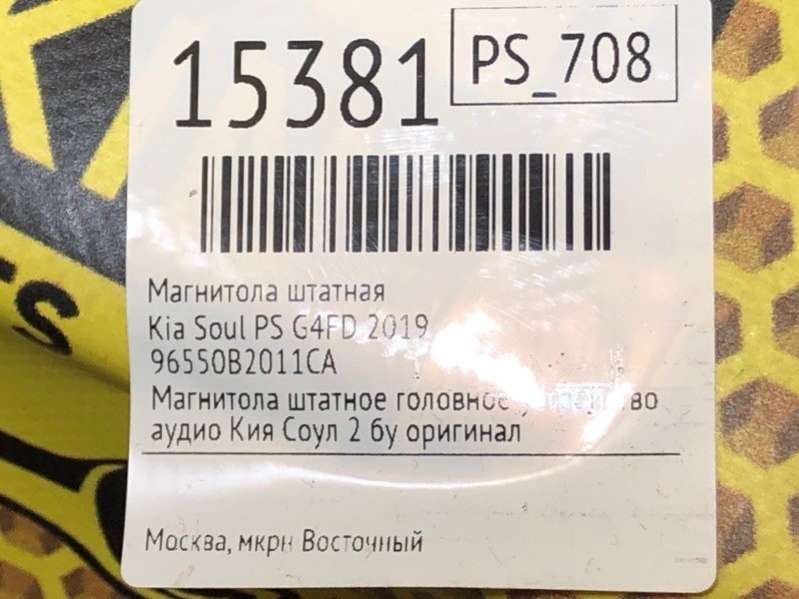 15381
PS_708
Магнитола штатная
Kia Soul PS G4FD 2019
96550B2011CA
Магнитола штатное головное
аудио Кия Соул 2 бу оригинал
Москва, мкрн Восточный
TS